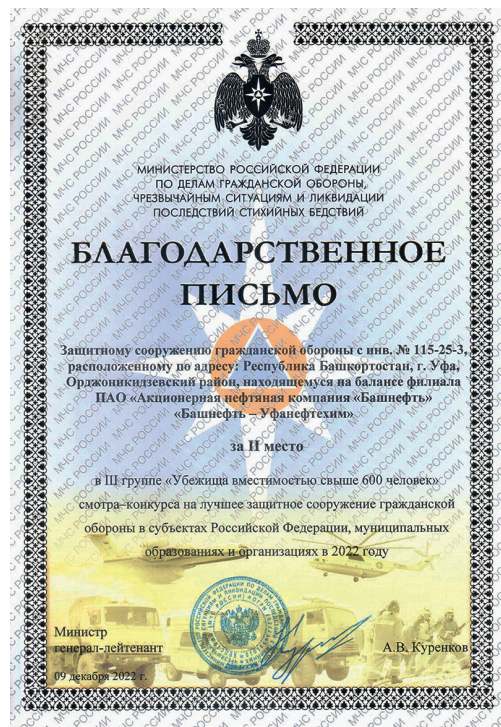 МИНИСТЕРСТВО РОССИЙСКОЙ ФЕДЕРАЦИИ
ПО ДЕЛАМ ГРАЖДАНСКОЙ ОБОРОНЫ,
ЧРЕЗВЫЧАЙНЫМ СИТУАЦИЯМ И ЛИКВИДАЦИИ
ПОСЛЕДСТВИЙ СТИХИЙНЫХ БЕДСТВИЙ
БЛАГОДАРСТВЕННОЕ
ПИСЬМО
Защитному сооружению гражданской обороны с инв. № 115-25-3,
расположенному по адресу: Республика Башкортостан, г. Уфа,
Орджоникидзевский район, находящемуся на балансе филиала
ПАО «Акционерная нефтяная компания «Башнефть»
«Башнефть – Уфанефтехим»
за II место
в III группе «Убежища вместимостью свыше 600 человек»
смотра–конкурса на лучшее защитное сооружение гражданской
обороны в субъектах Российской Федерации, муниципальных
образованиях и организациях в 2022 году
Министр
генерал-лейтенант
А.В. Куренков
09 декабря 2022 г.
МЧС РОССИИ